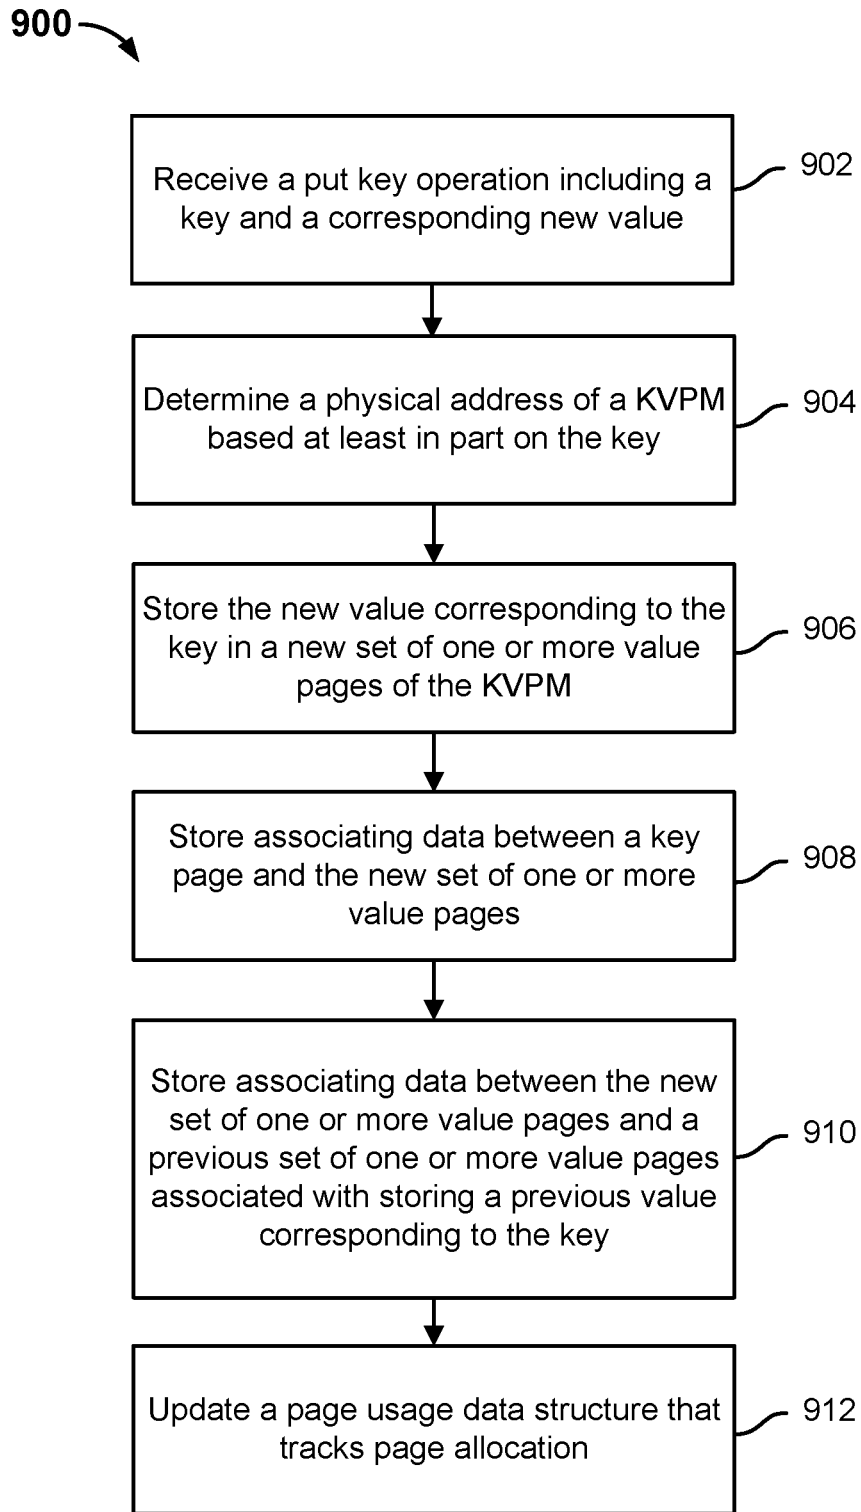 900
Receive a put key operation including a
key and a corresponding new value
902
Determine a physical address of a KVPM
based at least in part on the key
904
Store the new value corresponding to the
key in a new set of one or more value
pages of the KVPM
906
Store associating data between a key
page and the new set of one or more
value pages
908
Store associating data between the new
set of one or more value pages and a
previous set of one or more value pages
associated with storing a previous value
corresponding to the key
910
Update a page usage data structure that
tracks page allocation
912